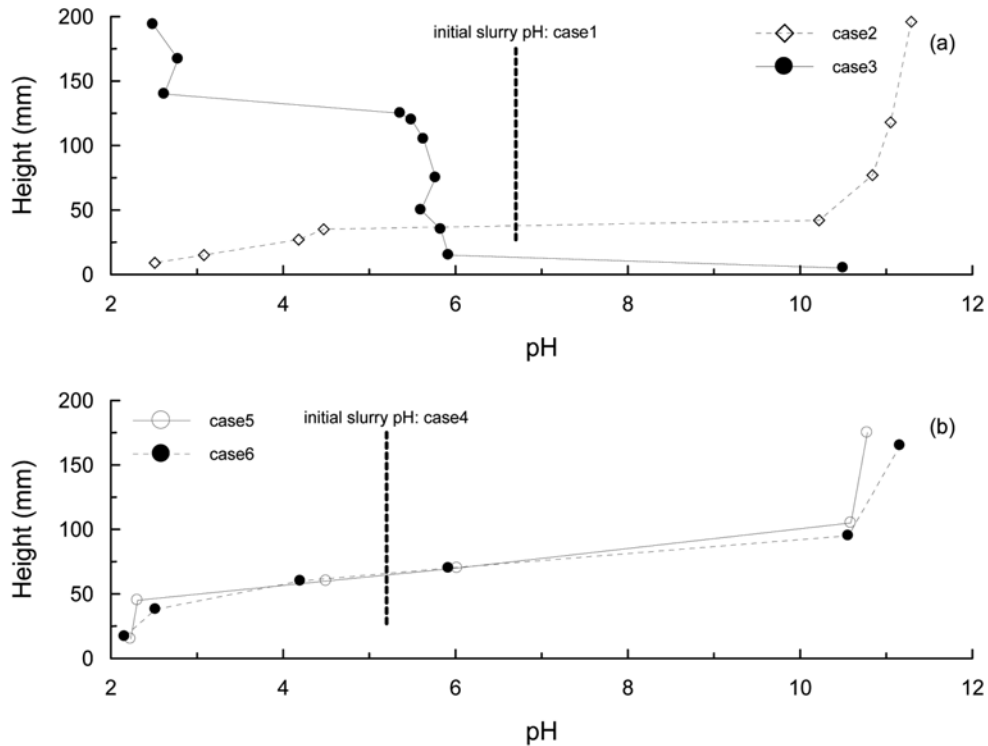 200
initial slurry pH: case1
case2
(a)
150
case3
Height (mm)
100
50
0
2
4
6
8
10
12
pH
200
case5
initial slurry pH: case4
(b)
150
case6
Height (mm)
100
50
0
2
4
6
8
10
12
pH